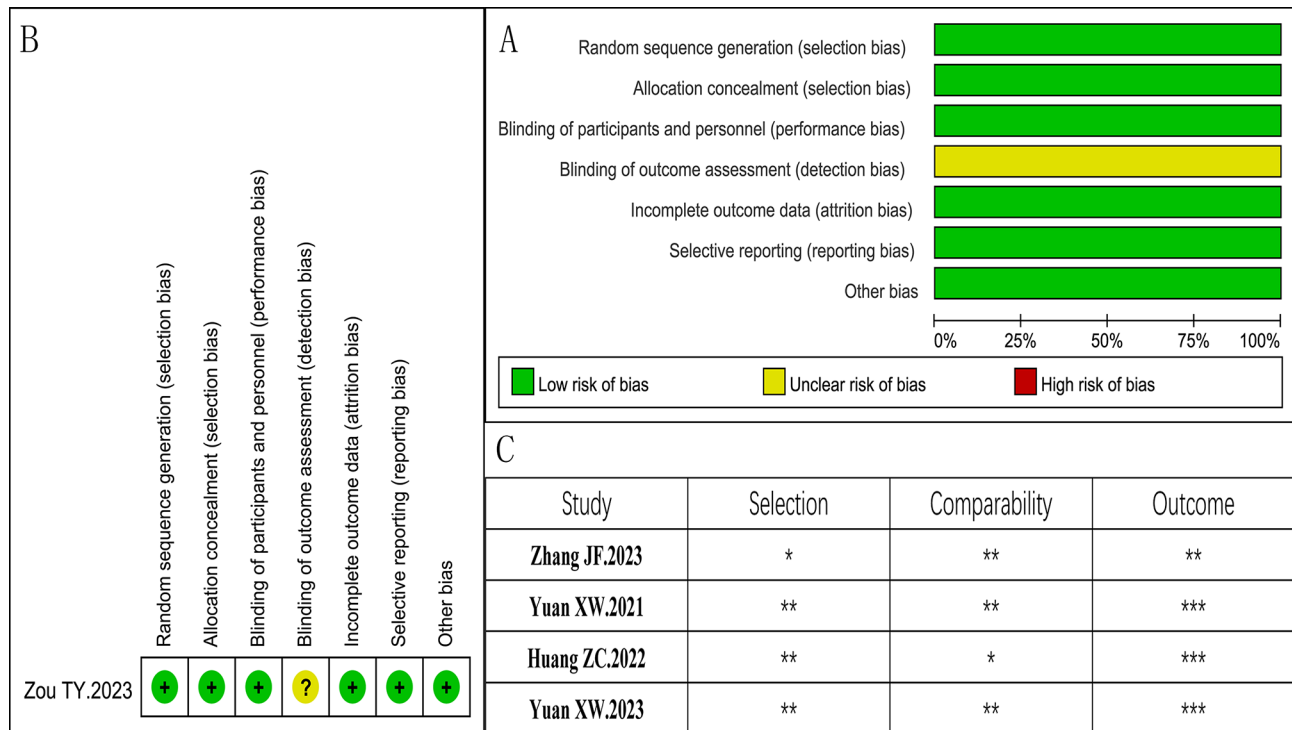 B
Random sequence generation (selection bias)
Allocation concealment (selection bias)
Blinding of participants and personnel (performance bias)
Blinding of outcome assessment (detection bias)
Incomplete outcome data (attrition bias)
Selective reporting (reporting bias)
Other bias
Zou TY.2023 + + + ? + + +
A
Random sequence generation (selection bias)
Allocation concealment (selection bias)
Blinding of participants and personnel (performance bias)
Blinding of outcome assessment (detection bias)
Incomplete outcome data (attrition bias)
Selective reporting (reporting bias)
Other bias
0% 25% 50% 75% 100%
Low risk of bias Unclear risk of bias High risk of bias
C
Study Selection Comparability Outcome
Zhang JF.2023 * ** **
Yuan XW.2021 ** ** ***
Huang ZC.2022 ** * ***
Yuan XW.2023 ** ** ***